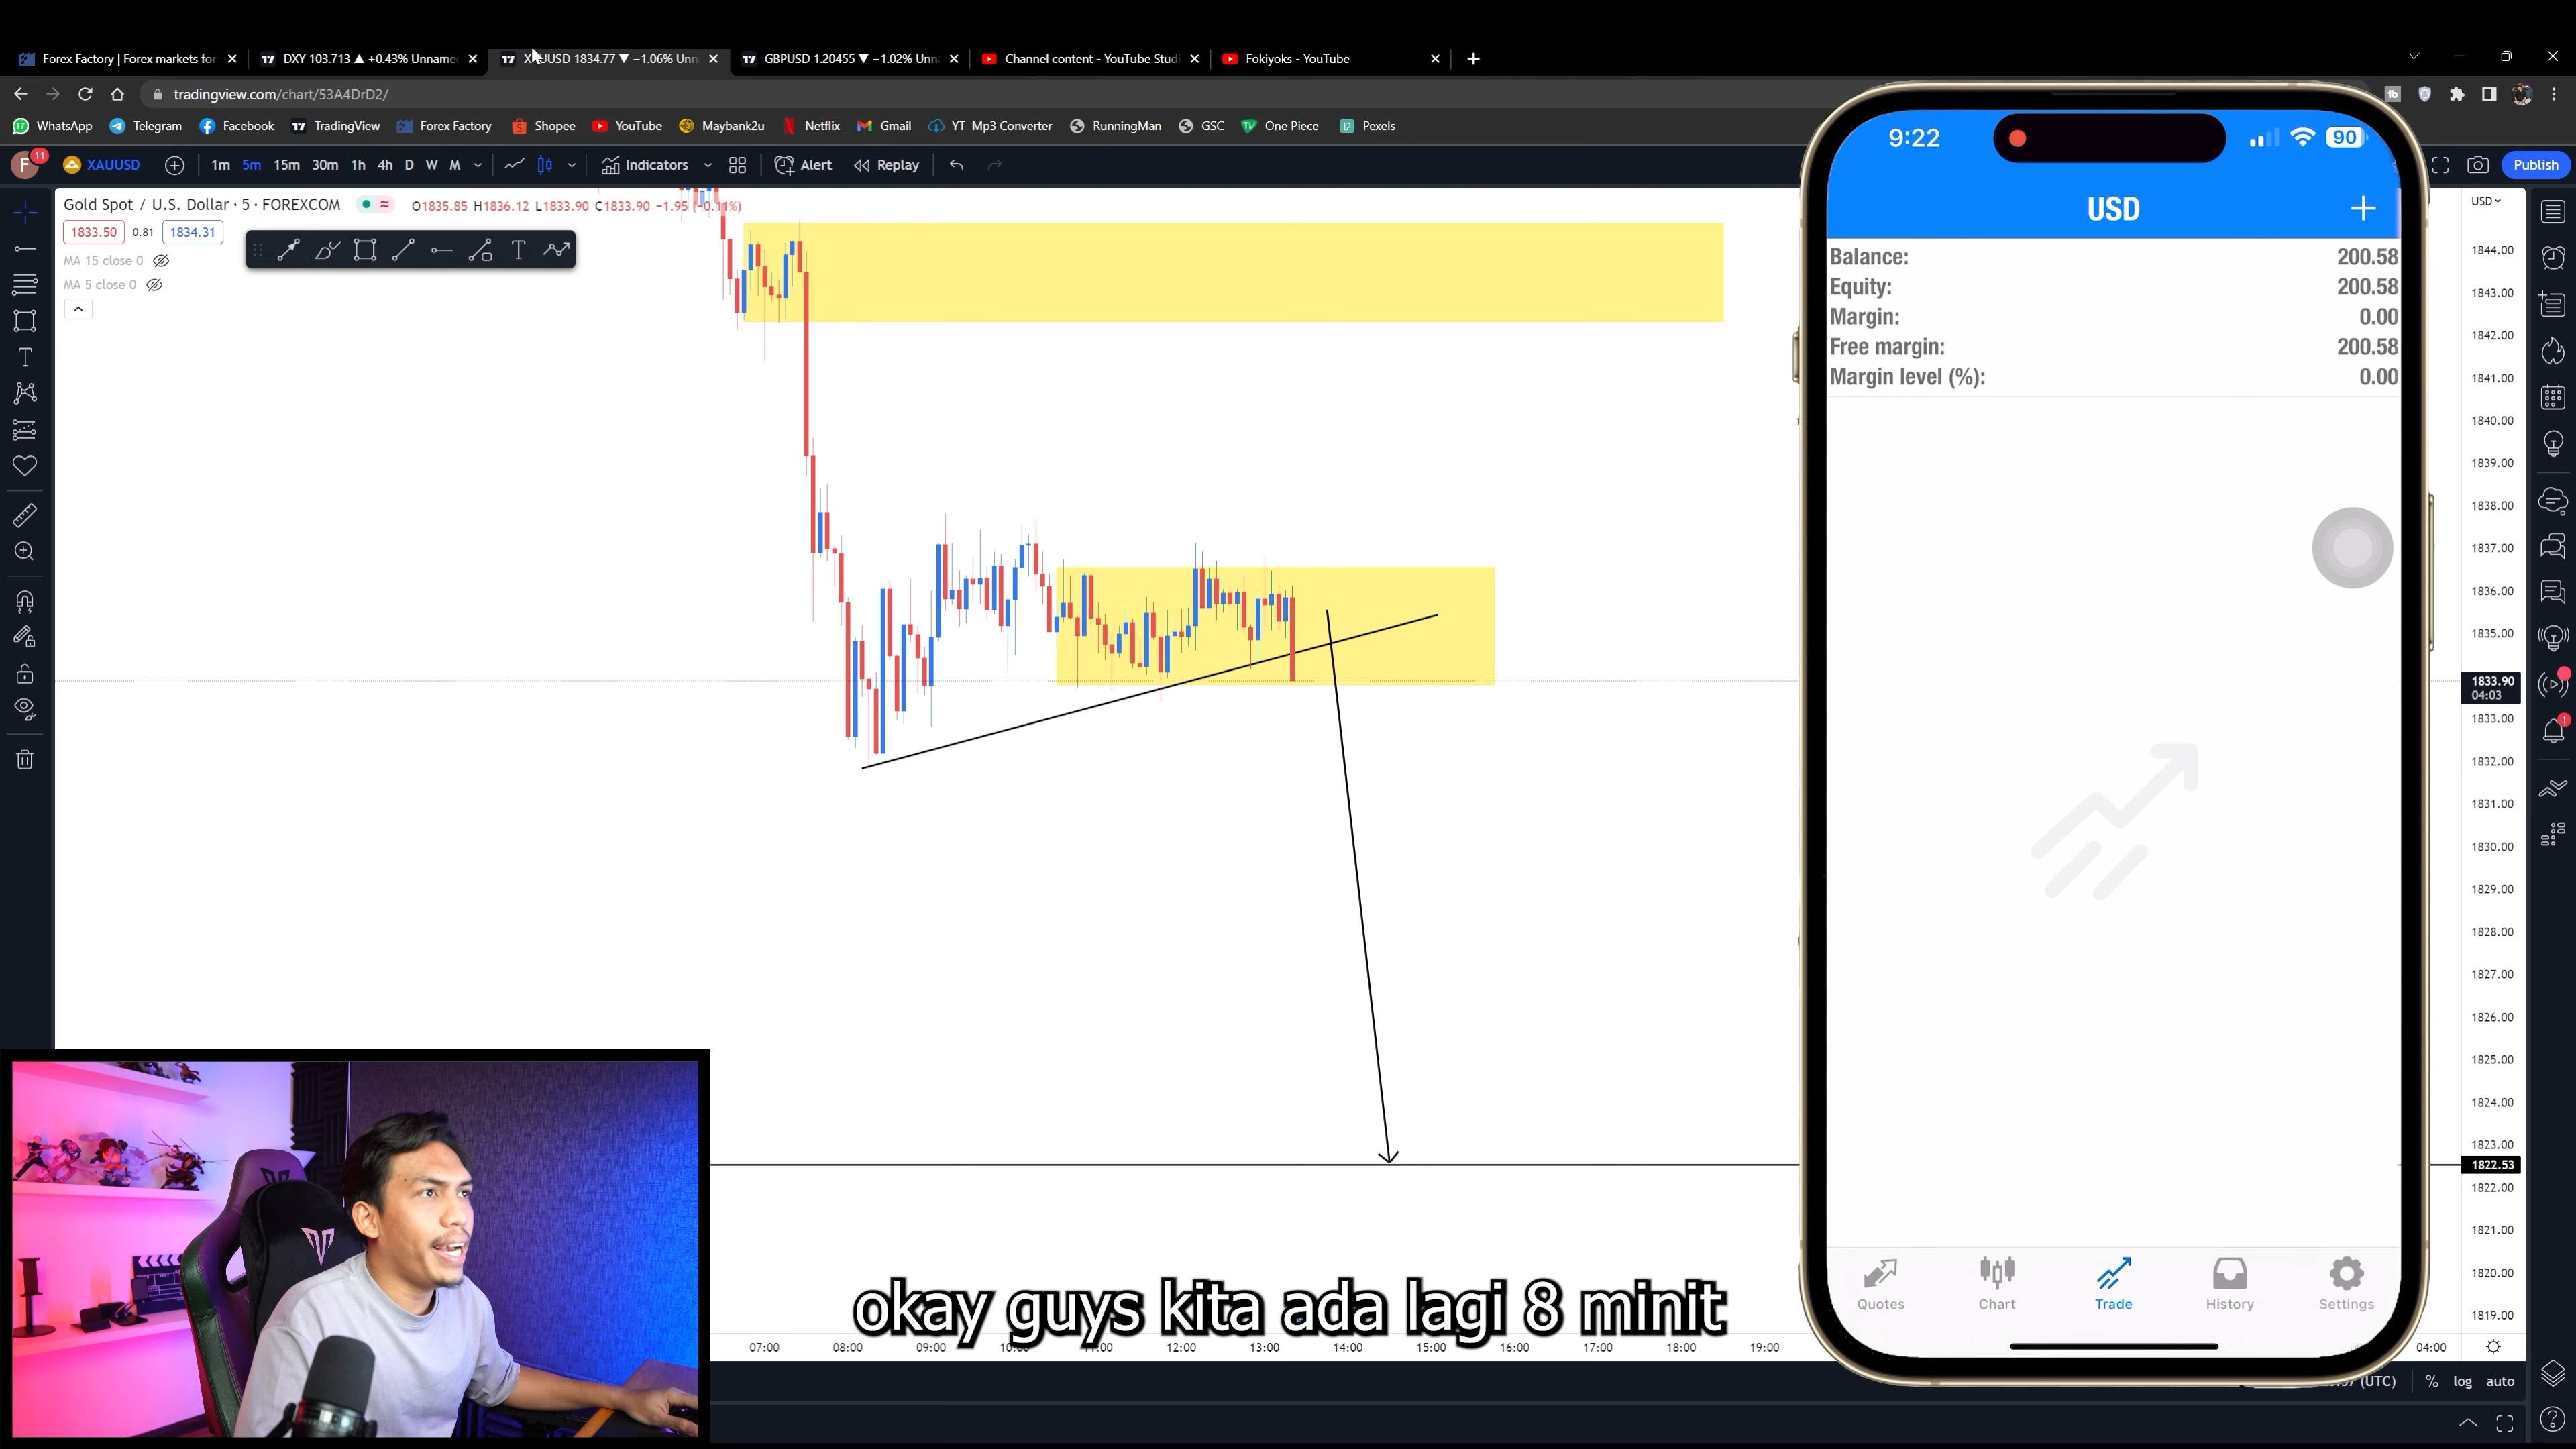 Forex Factory | Forex markets for
DXY 103.713 ▲ +0.43% Unname
XAUUSD 1834.77 ▼ −1.06% Unn
GBPUSD 1.20455 ▼ −1.02% Unn
Channel content - YouTube Studi
Fokiyoks - YouTube
tradingview.com/chart/53A4DrD2/
WhatsApp Telegram Facebook TradingView Forex Factory Shopee YouTube Maybank2u Netflix Gmail YT Mp3 Converter RunningMan GSC One Piece Pexels
F 11 XAUUSD 1m 5m 15m 30m 1h 4h D W M Indicators Alert Replay Publish
Gold Spot / U.S. Dollar · 5 · FOREXCOM O1835.85 H1836.12 L1833.90 C1833.90 −1.95 (−0.11%)
1833.50 0.81 1834.31
MA 15 close 0
MA 5 close 0
USD
1844.00
1843.00
1842.00
1841.00
1840.00
1839.00
1838.00
1837.00
1836.00
1835.00
1833.90
04:03
1833.00
1832.00
1831.00
1830.00
1829.00
1828.00
1827.00
1826.00
1825.00
1824.00
1823.00
1822.53
1822.00
1821.00
1820.00
1819.00
9:22 90
USD
Balance: 200.58
Equity: 200.58
Margin: 0.00
Free margin: 200.58
Margin level (%): 0.00
Quotes Chart Trade History Settings
okay guys kita ada lagi 8 minit
07:00 08:00 09:00 10:00 11:00 12:00 13:00 14:00 15:00 16:00 17:00 18:00 19:00 04:00
(UTC) % log auto